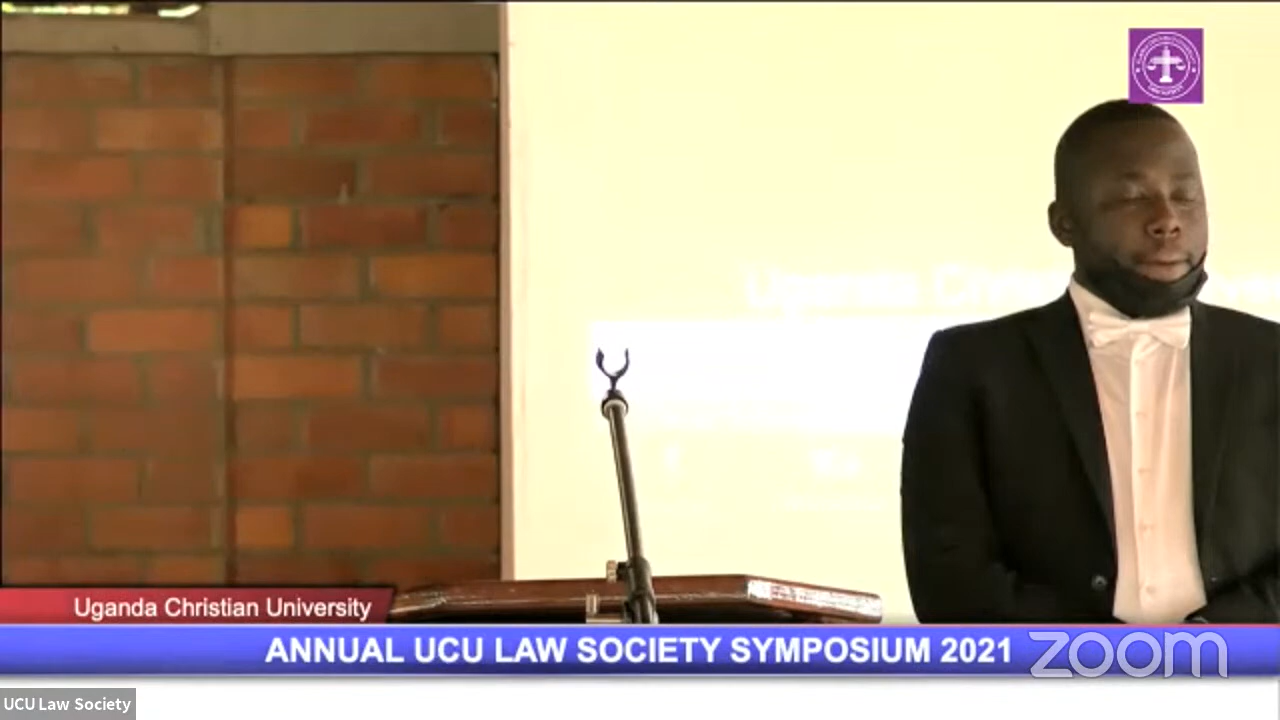 Uganda Christian University
ANNUAL UCU LAW SOCIETY SYMPOSIUM 2021
zoom
UCU Law Society